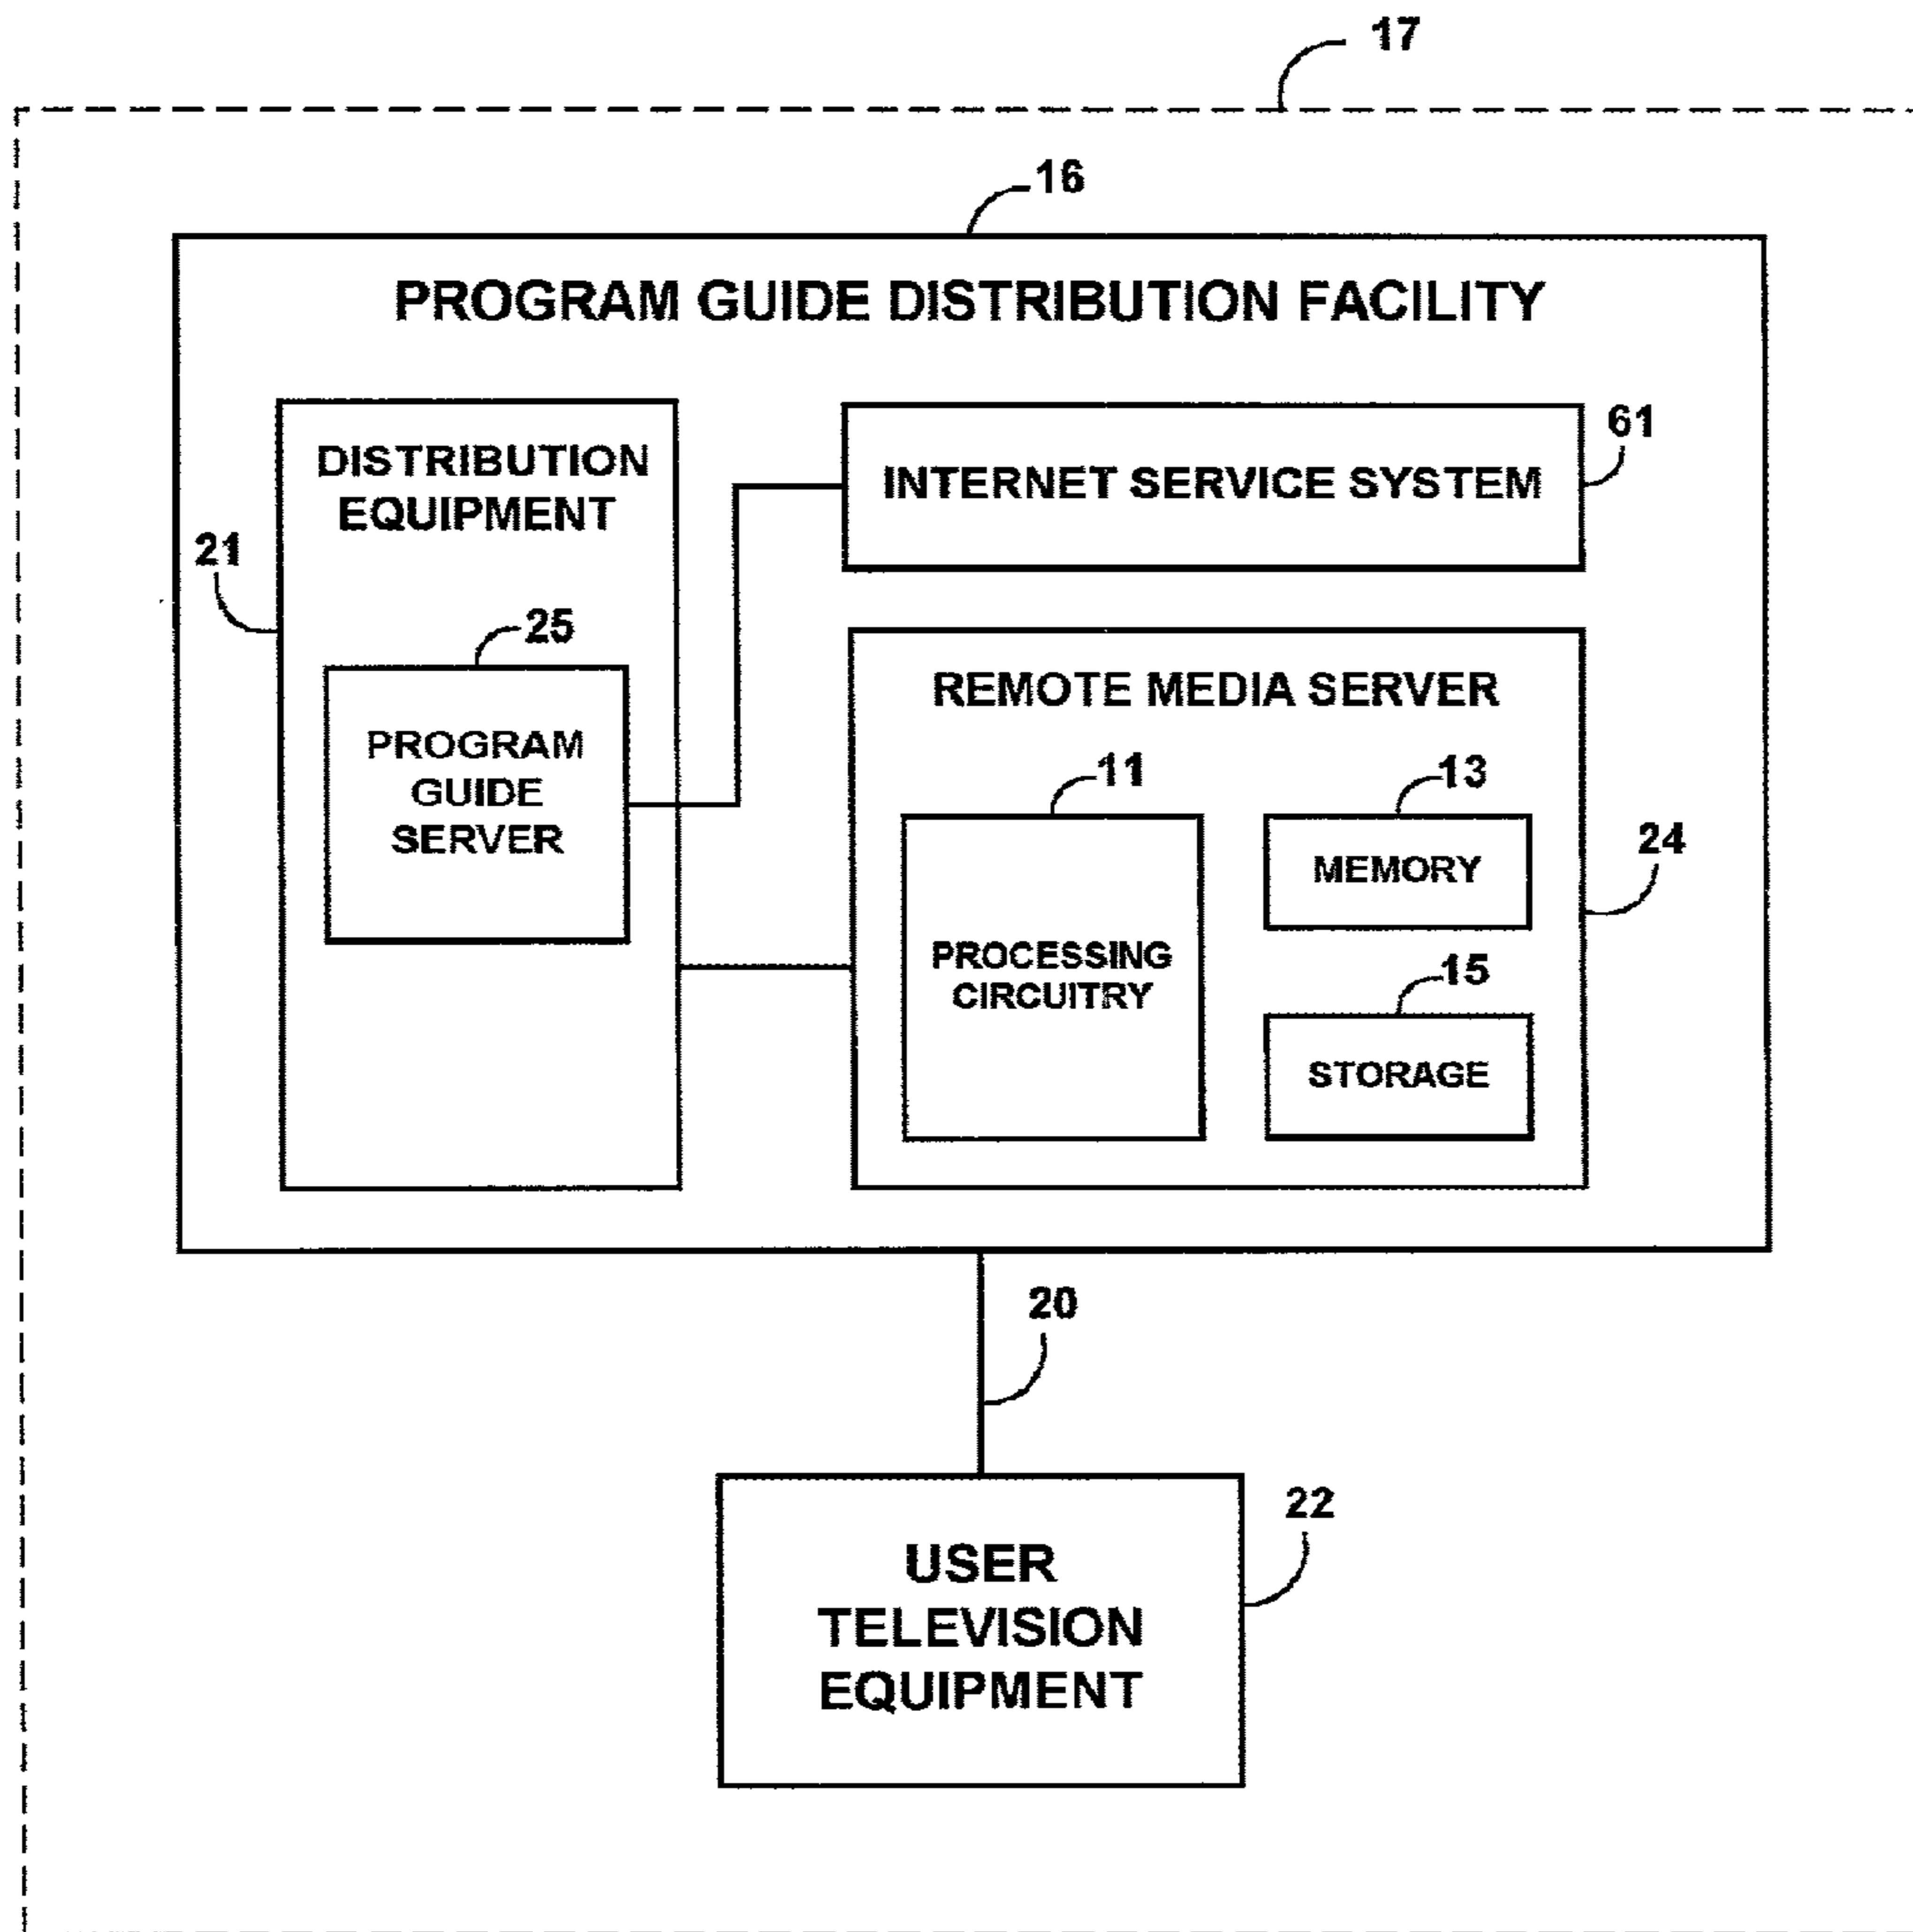 17
16
PROGRAM GUIDE DISTRIBUTION FACILITY
61
DISTRIBUTION
EQUIPMENT
INTERNET SERVICE SYSTEM
21
25
REMOTE MEDIA SERVER
PROGRAM
GUIDE
SERVER
11
13
24
MEMORY
PROCESSING
CIRCUITRY
15
STORAGE
20
22
USER
TELEVISION
EQUIPMENT